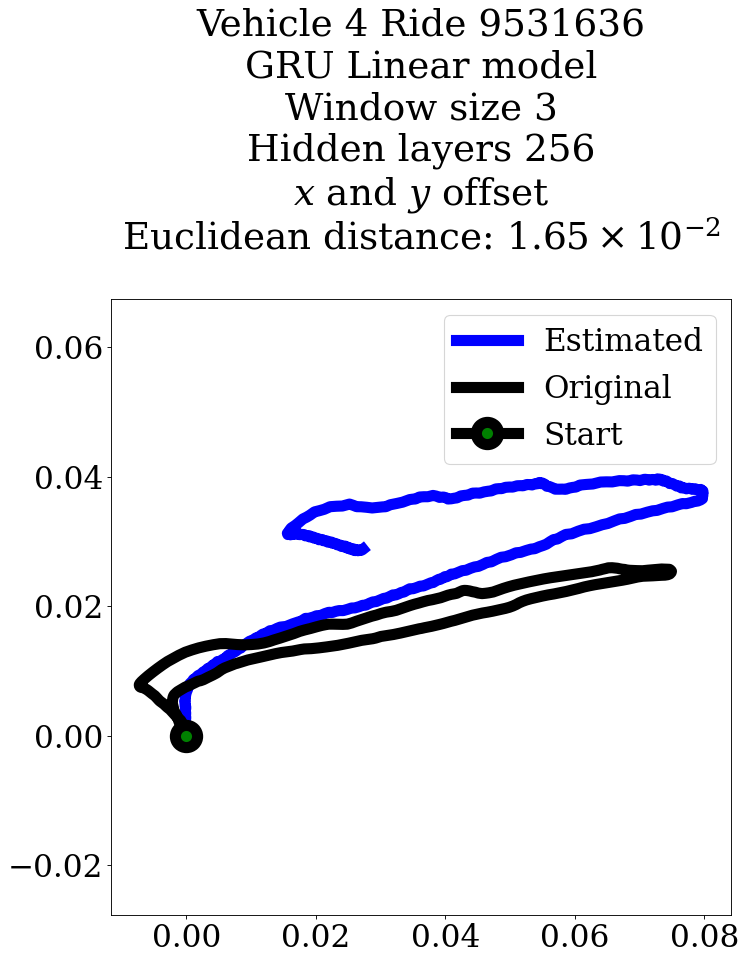 Vehicle 4 Ride 9531636
GRU Linear model
Window size 3
Hidden layers 256
x and y offset
Euclidean distance: 1.65 × 10⁻²
Estimated
Original
Start
0.06
0.04
0.02
0.00
−0.02
0.00 0.02 0.04 0.06 0.08